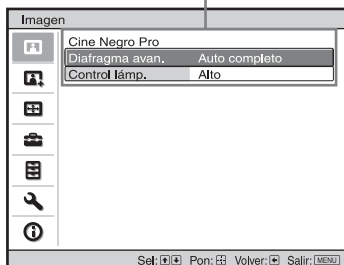 Imagen
Cine Negro Pro
Diafragma avan. Auto completo
Control lámp. Alto
Sel: Pon: Volver: Salir: MENU